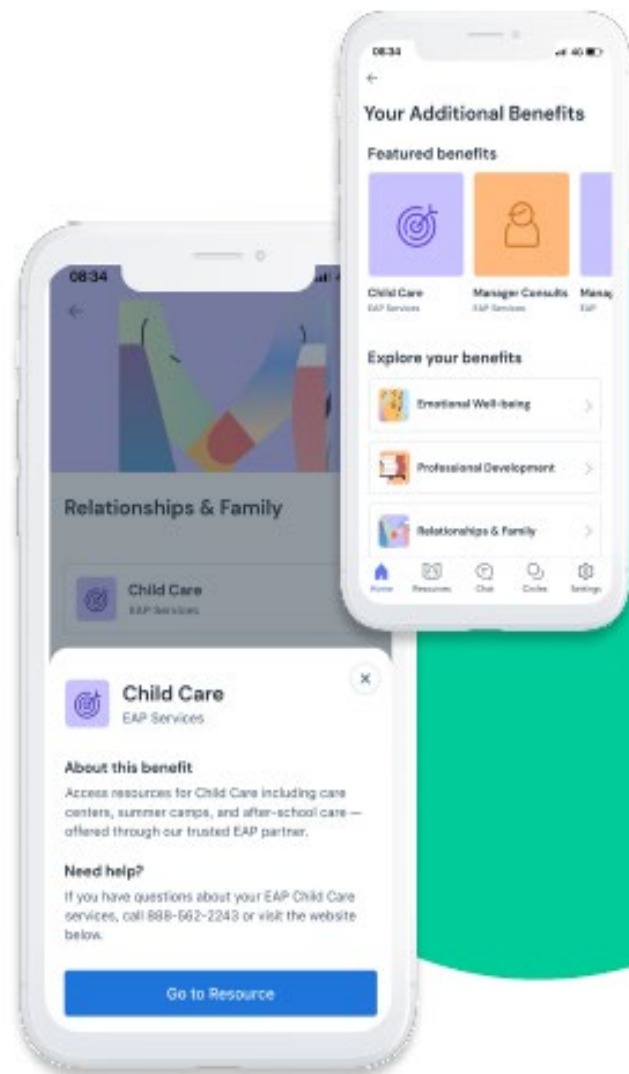 08:34
4G
Your Additional Benefits
Featured benefits
Child Care
EAP Services
Manager Consults
EAP Services
Manag
EAP
Explore your benefits
Emotional Well-being
Professional Development
Relationships & Family
Home
Resources
Chat
Circles
Settings
08:34
Relationships & Family
Child Care
EAP Services
Child Care
EAP Services
About this benefit
Access resources for Child Care including care
centers, summer camps, and after-school care —
offered through our trusted EAP partner.
Need help?
If you have questions about your EAP Child Care
services, call 888-662-2243 or visit the website
below.
Go to Resource